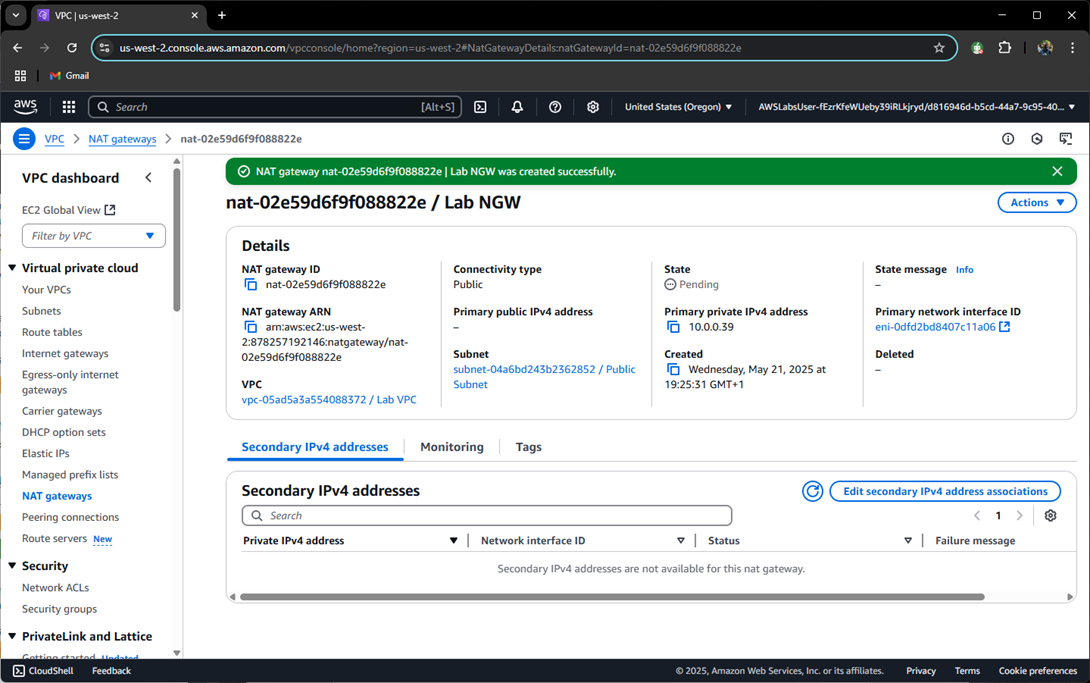 VPC | us-west-2
us-west-2.console.aws.amazon.com/vpcconsole/home?region=us-west-2#NatGatewayDetails:natGatewayId=nat-02e59d6f9f088822e
Gmail
aws
Search
[Alt+S]
United States (Oregon)
AWSLabsUser-fEzrKfeWUeby39iRLkjryd/d816946d-b5cd-44a7-9c95-40...
VPC
NAT gateways
nat-02e59d6f9f088822e
VPC dashboard
EC2 Global View
Filter by VPC
Virtual private cloud
Your VPCs
Subnets
Route tables
Internet gateways
Egress-only internet
gateways
Carrier gateways
DHCP option sets
Elastic IPs
Managed prefix lists
NAT gateways
Peering connections
Route servers New
Security
Network ACLs
Security groups
PrivateLink and Lattice
Getting started Updated
NAT gateway nat-02e59d6f9f088822e | Lab NGW was created successfully.
nat-02e59d6f9f088822e / Lab NGW
Actions
Details
NAT gateway ID
nat-02e59d6f9f088822e
NAT gateway ARN
arn:aws:ec2:us-west-
2:878257192146:natgateway/nat-
02e59d6f9f088822e
VPC
vpc-05ad5a3a554088372 / Lab VPC
Connectivity type
Public
Primary public IPv4 address
–
Subnet
subnet-04a6bd243b2362852 / Public
Subnet
State
Pending
Primary private IPv4 address
10.0.0.39
Created
Wednesday, May 21, 2025 at
19:25:31 GMT+1
State message Info
–
Primary network interface ID
eni-0dfd2bd8407c11a06
Deleted
–
Secondary IPv4 addresses
Monitoring
Tags
Secondary IPv4 addresses
Edit secondary IPv4 address associations
Search
1
Private IPv4 address
Network interface ID
Status
Failure message
Secondary IPv4 addresses are not available for this nat gateway.
CloudShell
Feedback
© 2025, Amazon Web Services, Inc. or its affiliates.
Privacy
Terms
Cookie preferences